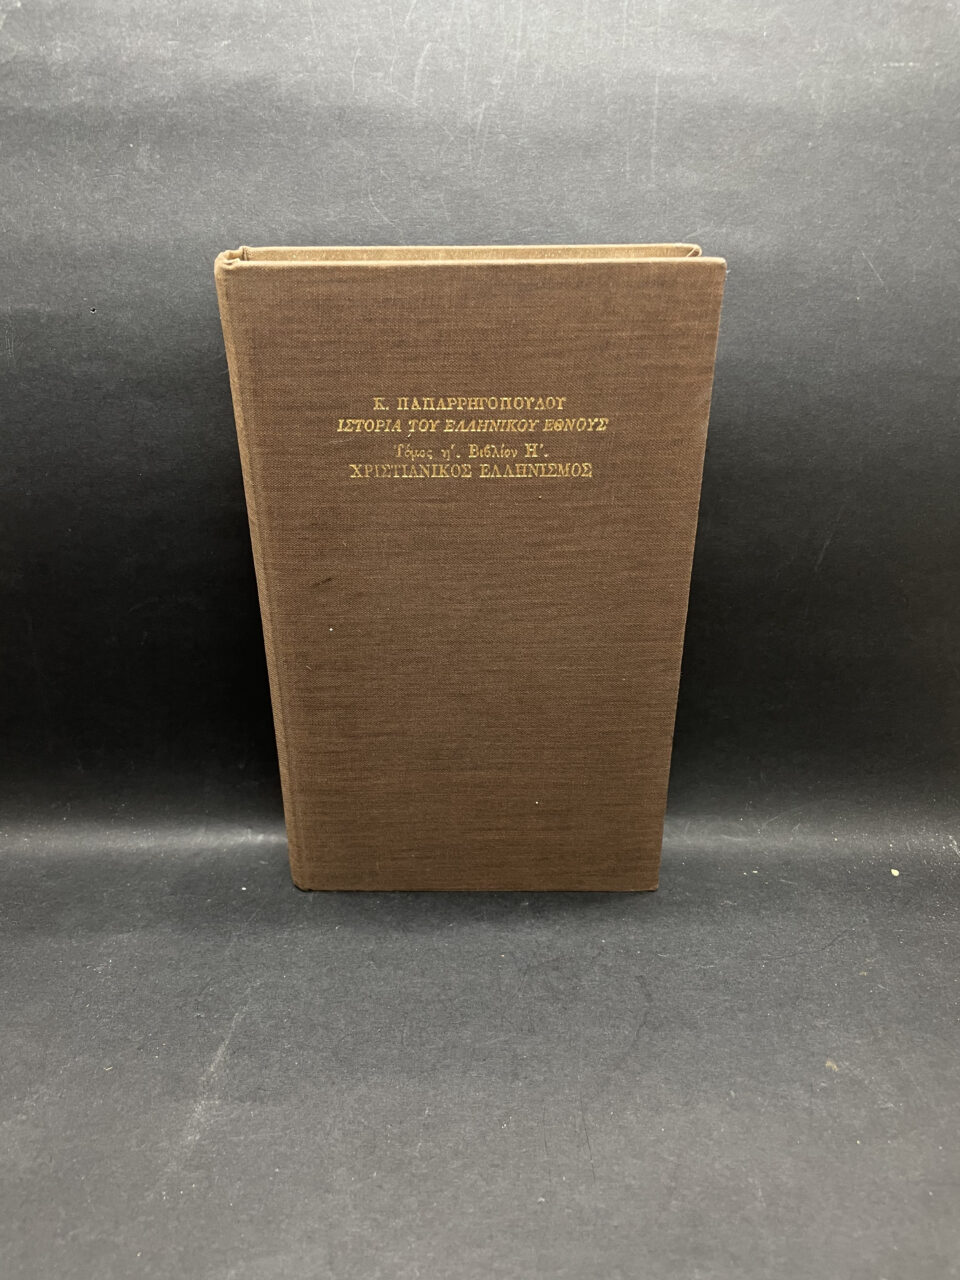 Κ. ΠΑΠΑΡΡΗΓΟΠΟΥΛΟΥ
ΙΣΤΟΡΙΑ ΤΟΥ ΕΛΛΗΝΙΚΟΥ ΕΘΝΟΥΣ
Τόμος η'. Βιβλίον Η'.
ΧΡΙΣΤΙΑΝΙΚΟΣ ΕΛΛΗΝΙΣΜΟΣ